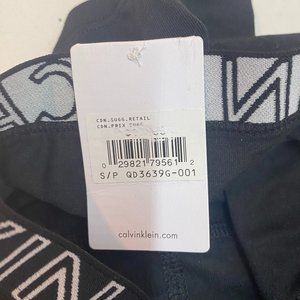 CDN.SUGG.RETAIL
CDN.PRIX SUGG.
0 29821 79561 2
S/P QD3639G-001
calvinklein.com